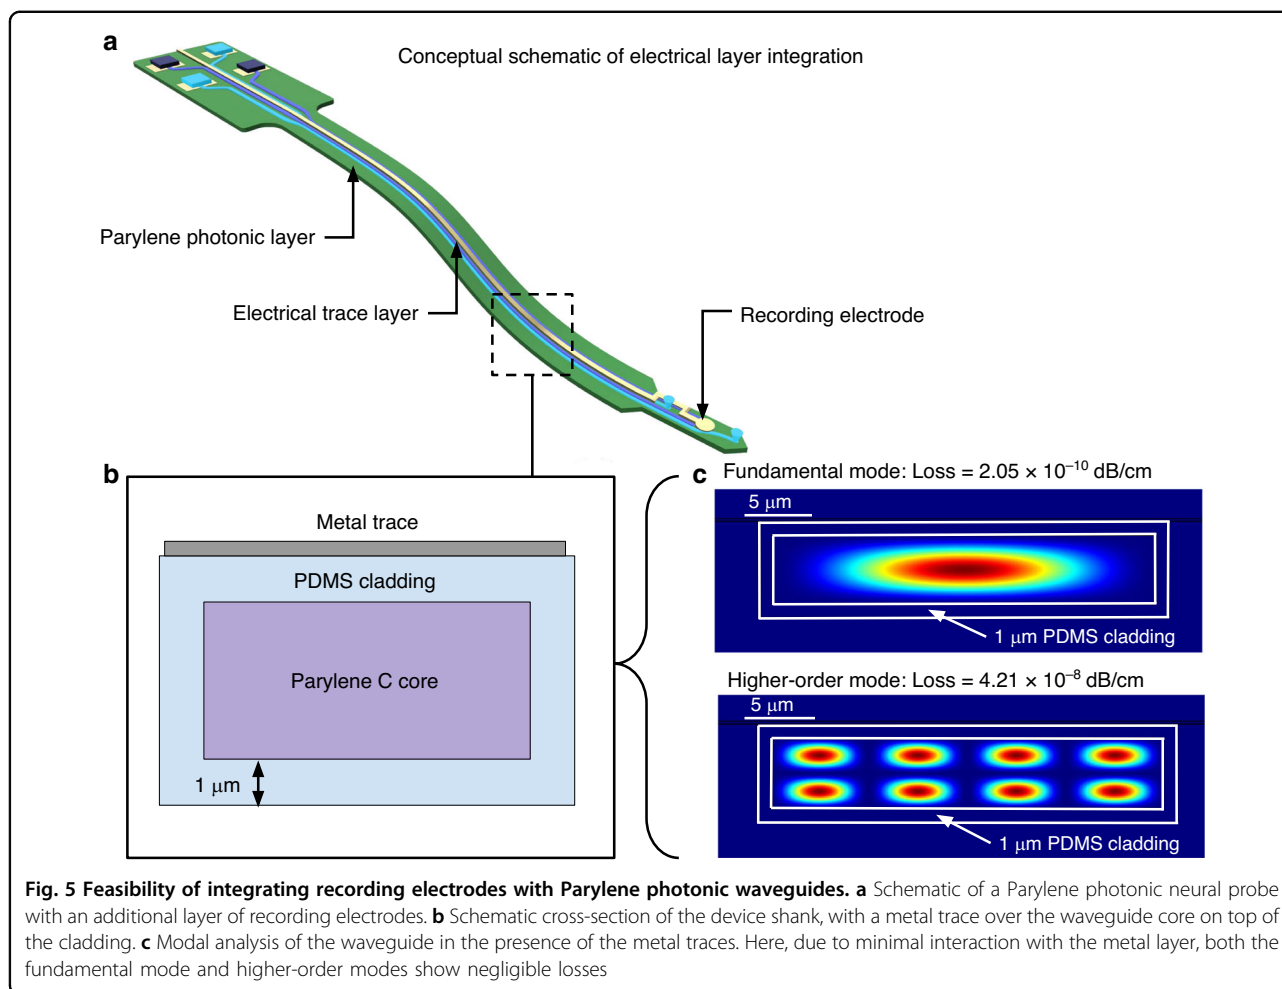 a
Conceptual schematic of electrical layer integration
Parylene photonic layer
Electrical trace layer
Recording electrode
b
Metal trace
PDMS cladding
Parylene C core
1 μm
c
Fundamental mode: Loss = 2.05 × 10⁻¹⁰ dB/cm
5 μm
1 μm PDMS cladding
Higher-order mode: Loss = 4.21 × 10⁻⁸ dB/cm
5 μm
1 μm PDMS cladding
Fig. 5 Feasibility of integrating recording electrodes with Parylene photonic waveguides. a Schematic of a Parylene photonic neural probe
with an additional layer of recording electrodes. b Schematic cross-section of the device shank, with a metal trace over the waveguide core on top of
the cladding. c Modal analysis of the waveguide in the presence of the metal traces. Here, due to minimal interaction with the metal layer, both the
fundamental mode and higher-order modes show negligible losses